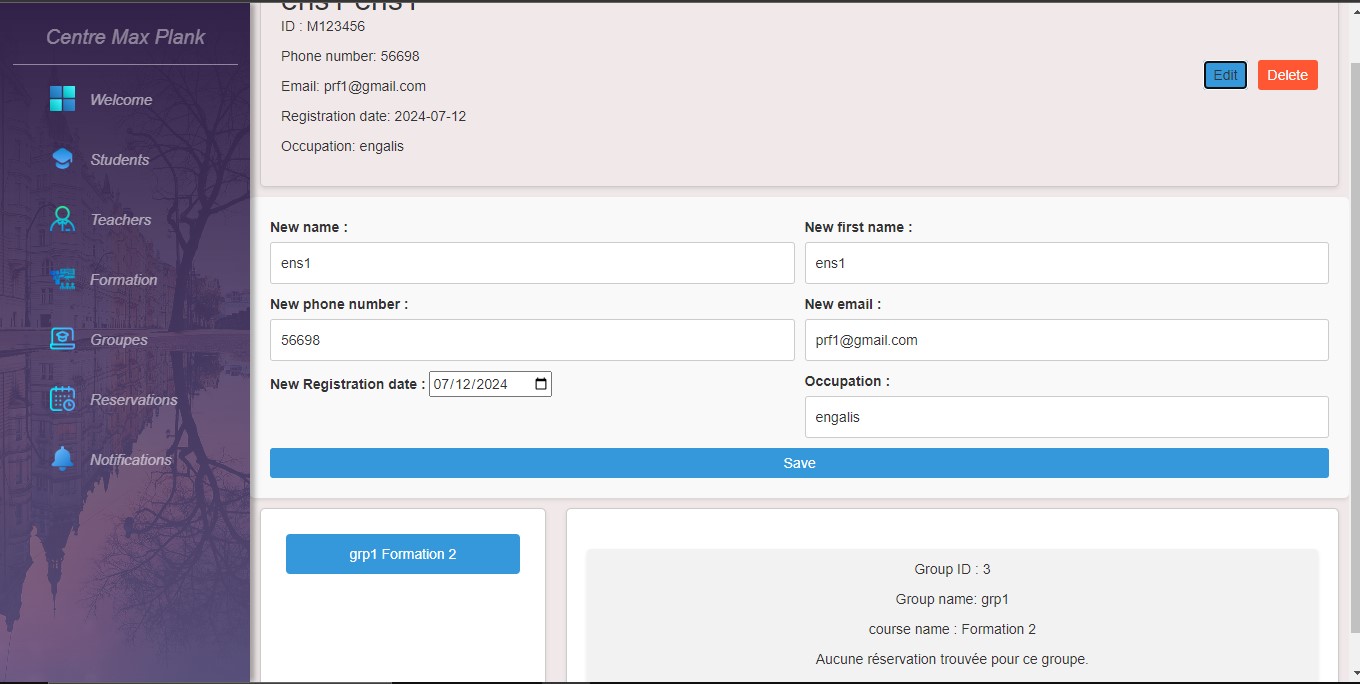 Centre Max Plank
Welcome
Students
Teachers
Formation
Groupes
Reservations
Notifications
ens1 ens1
ID : M123456
Phone number: 56698
Email: prf1@gmail.com
Registration date: 2024-07-12
Occupation: engalis
Edit
Delete
New name :
ens1
New first name :
ens1
New phone number :
56698
New email :
prf1@gmail.com
New Registration date : 07/12/2024
Occupation :
engalis
Save
grp1 Formation 2
Group ID : 3
Group name: grp1
course name : Formation 2
Aucune réservation trouvée pour ce groupe.